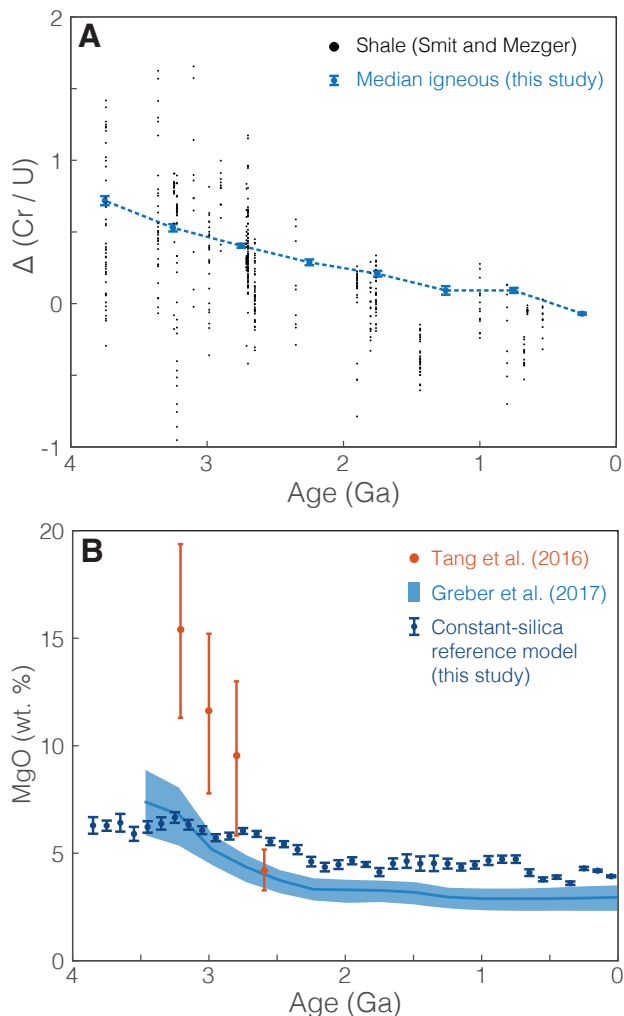 A
Shale (Smit and Mezger)
Median igneous (this study)
2
1
0
-1
Δ (Cr / U)
4 3 2 1 0
Age (Ga)
B
Tang et al. (2016)
Greber et al. (2017)
Constant-silica
reference model
(this study)
20
15
10
5
0
MgO (wt. %)
4 3 2 1 0
Age (Ga)